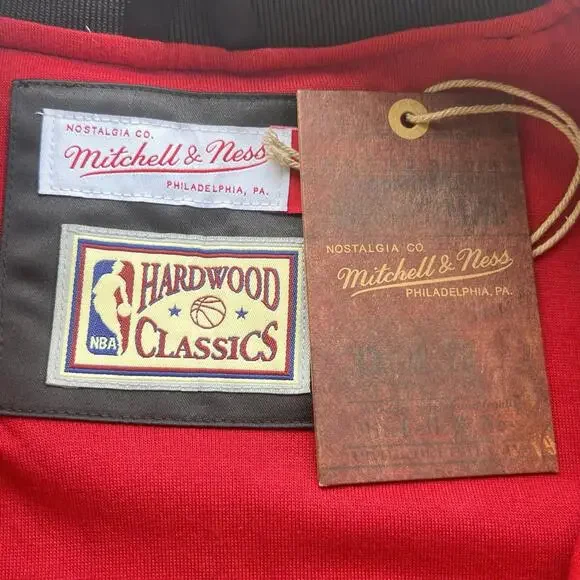 NOSTALGIA CO.
Mitchell & Ness
PHILADELPHIA, PA.
HARDWOOD
CLASSICS
NBA
NOSTALGIA CO.
Mitchell & Ness
PHILADELPHIA, PA.